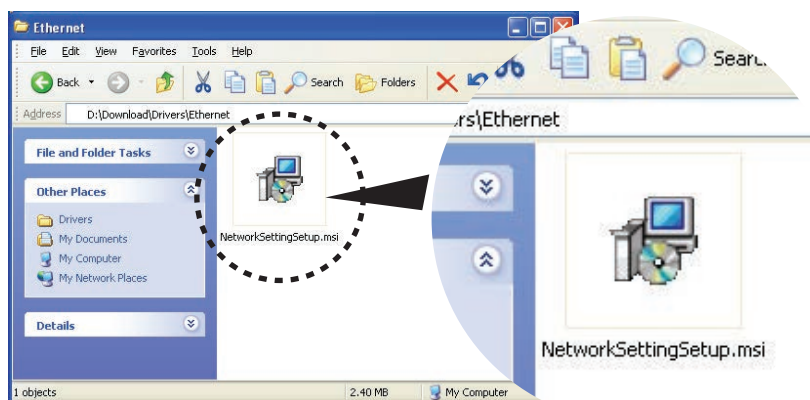 Ethernet
File Edit View Favorites Tools Help
Back Search Folders
Address D:\Download\Drivers\Ethernet
File and Folder Tasks
Other Places
Drivers
My Documents
My Computer
My Network Places
Details
NetworkSettingSetup.msi
1 objects 2.40 MB My Computer
Searc
rs\Ethernet
NetworkSettingSetup.msi